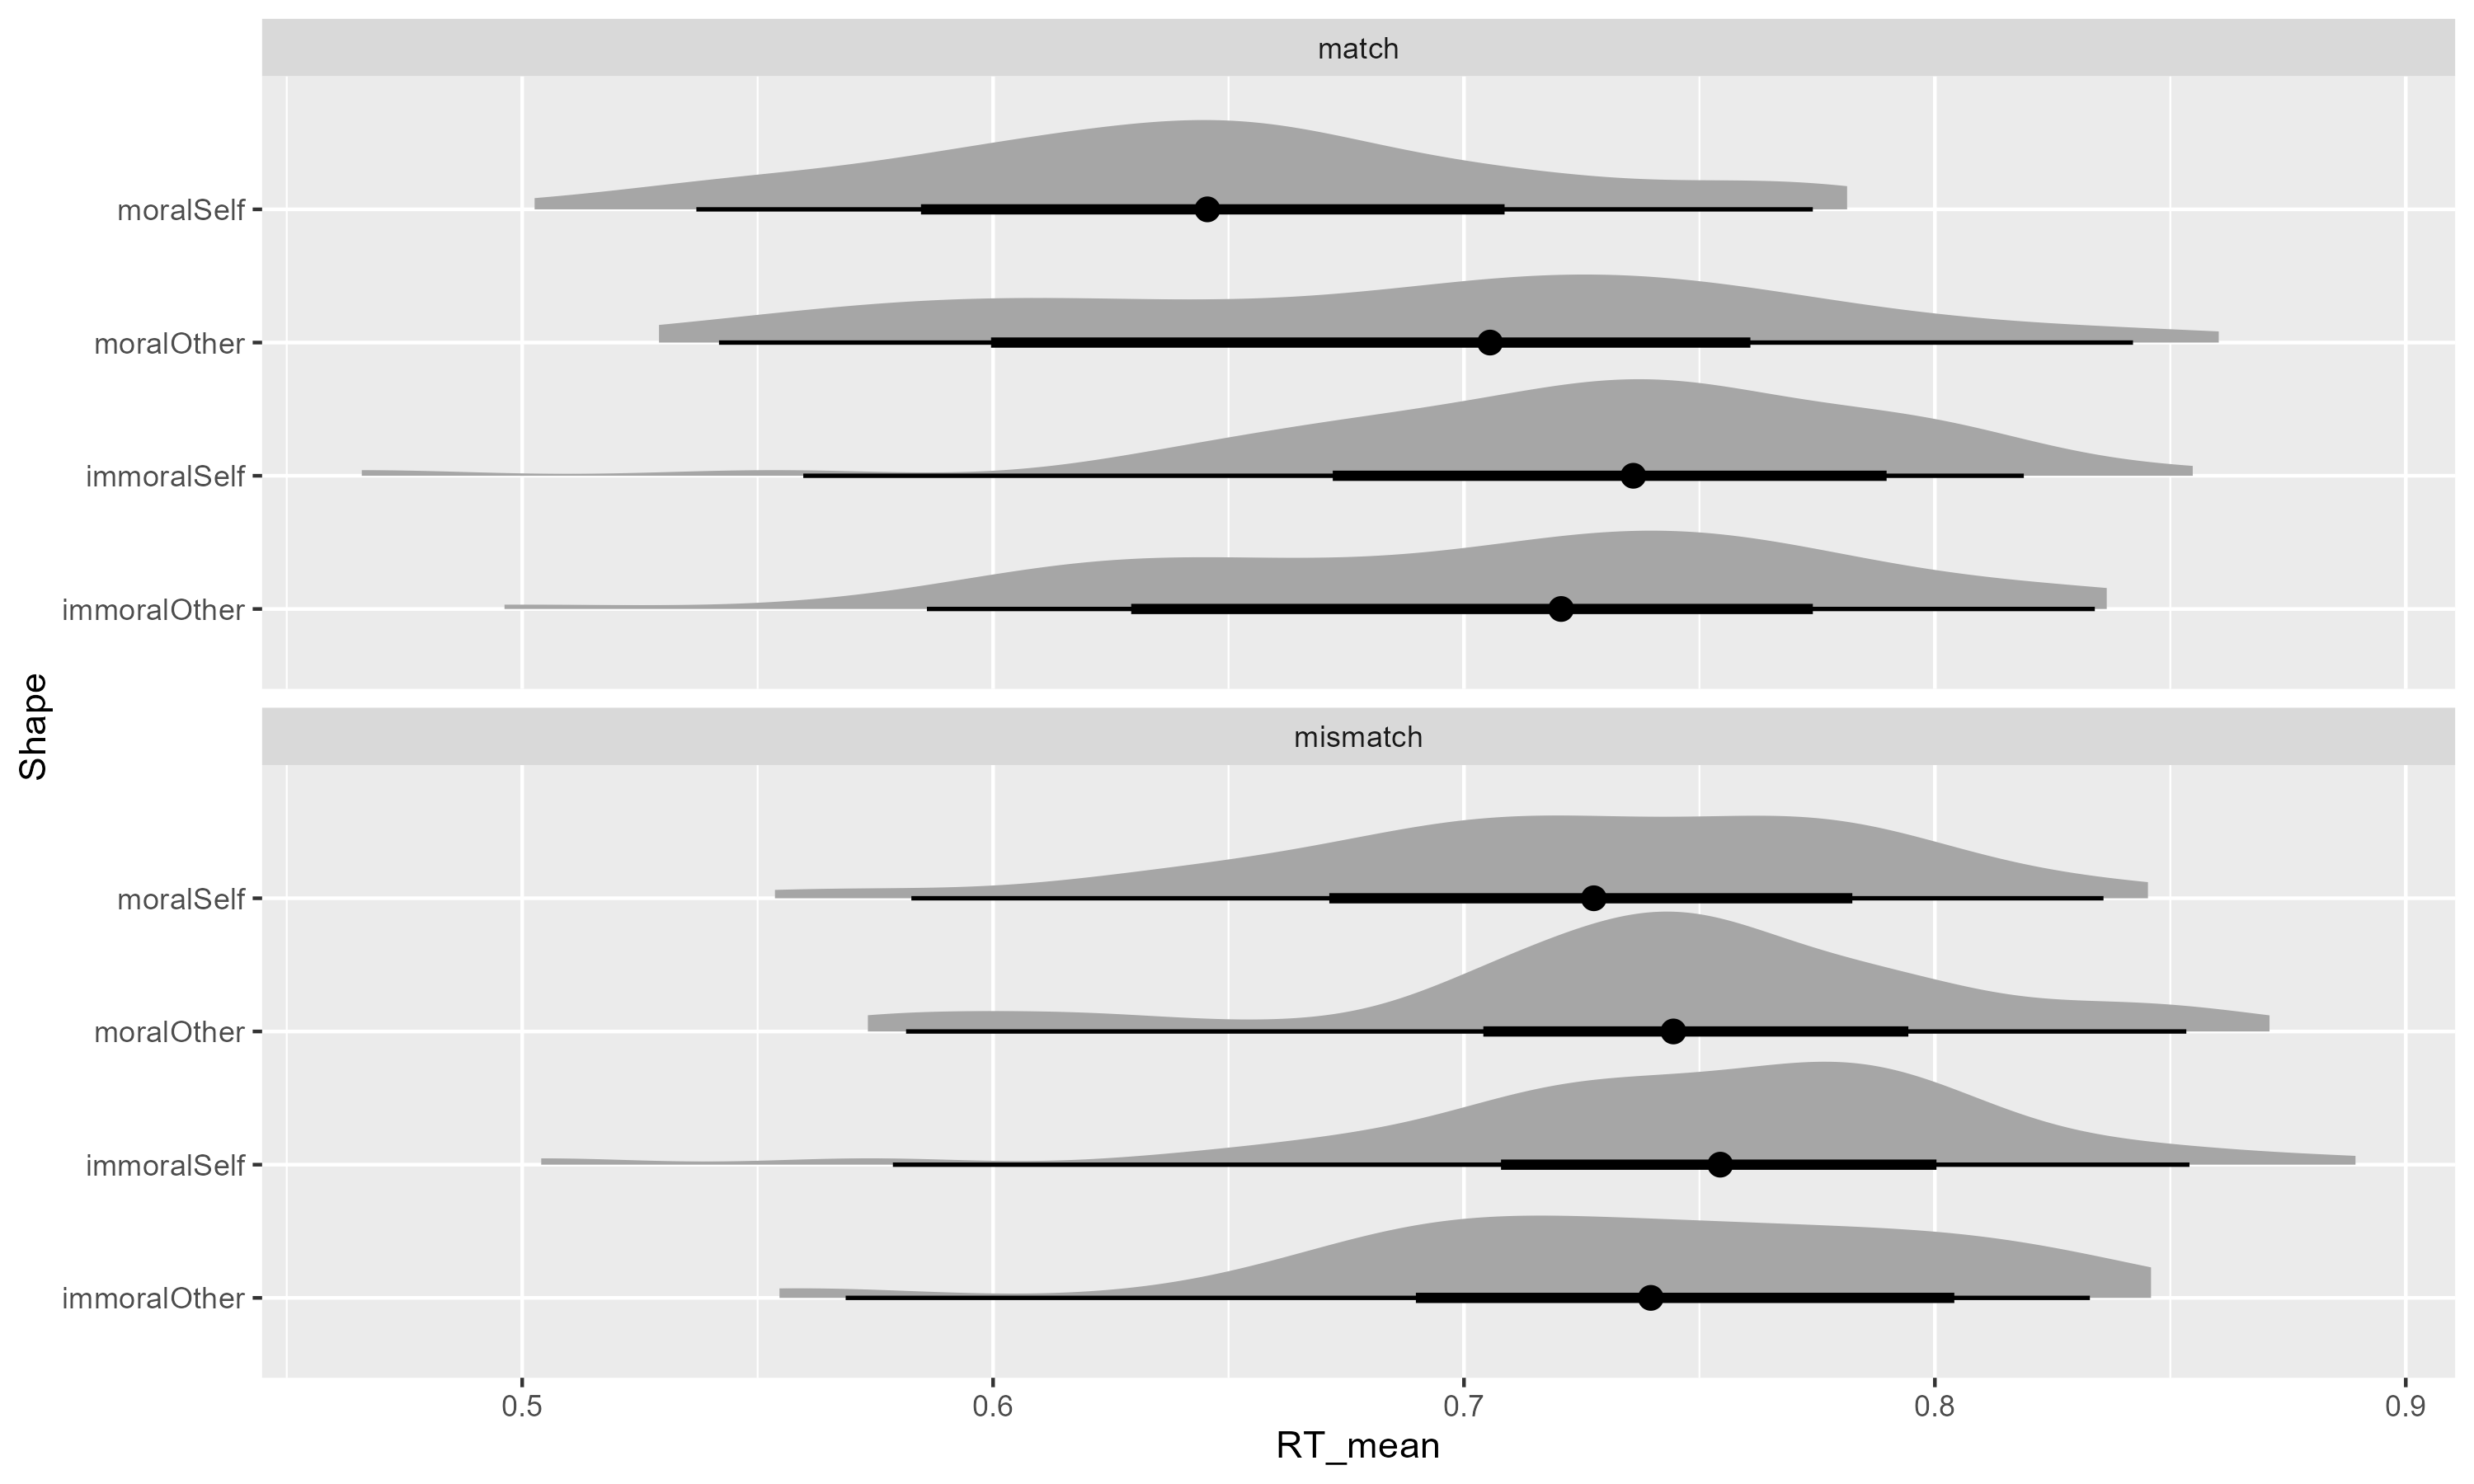 match
moralSelf
moralOther
immoralSelf
immoralOther
Shape
mismatch
moralSelf
moralOther
immoralSelf
immoralOther
0.5 0.6 0.7 0.8 0.9
RT_mean